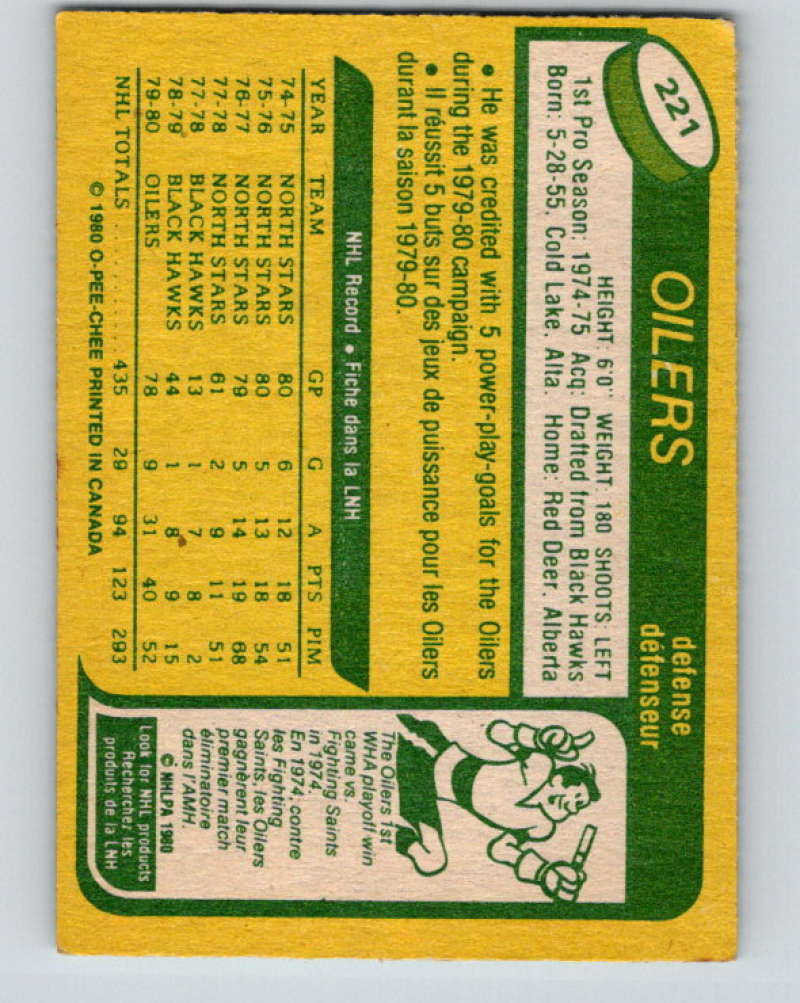 221
OILERS
defense
défenseur
HEIGHT: 6'0" WEIGHT: 180 SHOOTS: LEFT
1st Pro Season: 1974-75 Acq: Drafted from Black Hawks
Born: 5-28-55, Cold Lake, Alta. Home: Red Deer, Alberta
• He was credited with 5 power-play-goals for the Oilers
during the 1979-80 campaign.
• Il réussit 5 buts sur des jeux de puissance pour les Oilers
durant la saison 1979-80.
NHL Record • Fiche dans la LNH
YEAR TEAM GP G A PTS PIM
74-75 NORTH STARS 80 6 12 18 51
75-76 NORTH STARS 80 5 13 18 54
76-77 NORTH STARS 79 5 14 19 68
77-78 NORTH STARS 61 2 9 11 51
77-78 BLACK HAWKS 13 1 7 8 2
78-79 BLACK HAWKS 44 1 8 9 15
79-80 OILERS 78 9 31 40 52
NHL TOTALS .......... 435 29 94 123 293
© 1980 O-PEE-CHEE PRINTED IN CANADA
The Oilers 1st
WHA playoff win
came vs.
Fighting Saints
in 1974.
En 1974, contre
les Fighting
Saints, les Oilers
gagnèrent leur
premier match
éliminatoire
dans l'AMH.
© NHLPA 1980
Look for NHL products
Recherchez les
produits de la LNH